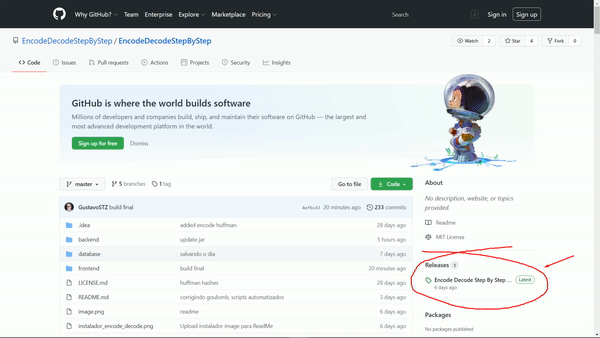 Why GitHub? Team Enterprise Explore Marketplace Pricing Search / Sign in Sign up
EncodeDecodeStepByStep / EncodeDecodeStepByStep Watch 2 Star 4 Fork 0
Code Issues Pull requests Actions Projects Security Insights
GitHub is where the world builds software
Millions of developers and companies build, ship, and maintain their software on GitHub — the largest and
most advanced development platform in the world.
Sign up for free Dismiss
master 5 branches 1 tag Go to file Code
About
No description, website, or topics
provided.
Readme
MIT License
Releases 1
Encode Decode Step By Step ... Latest
6 days ago
Packages
No packages published
GustavoSTZ build final 20 minutes ago 233 commits
.idea added encode huffman 28 days ago
backend update jar 5 hours ago
database salvando o dia 7 days ago
frontend build final 20 minutes ago
LICENSE.md huffman hashes 28 days ago
README.md corrigindo goulomb, scripts automatizados 3 days ago
image.png readme 6 days ago
instalador_encode_decode.png Upload instalador image para ReadMe 6 days ago